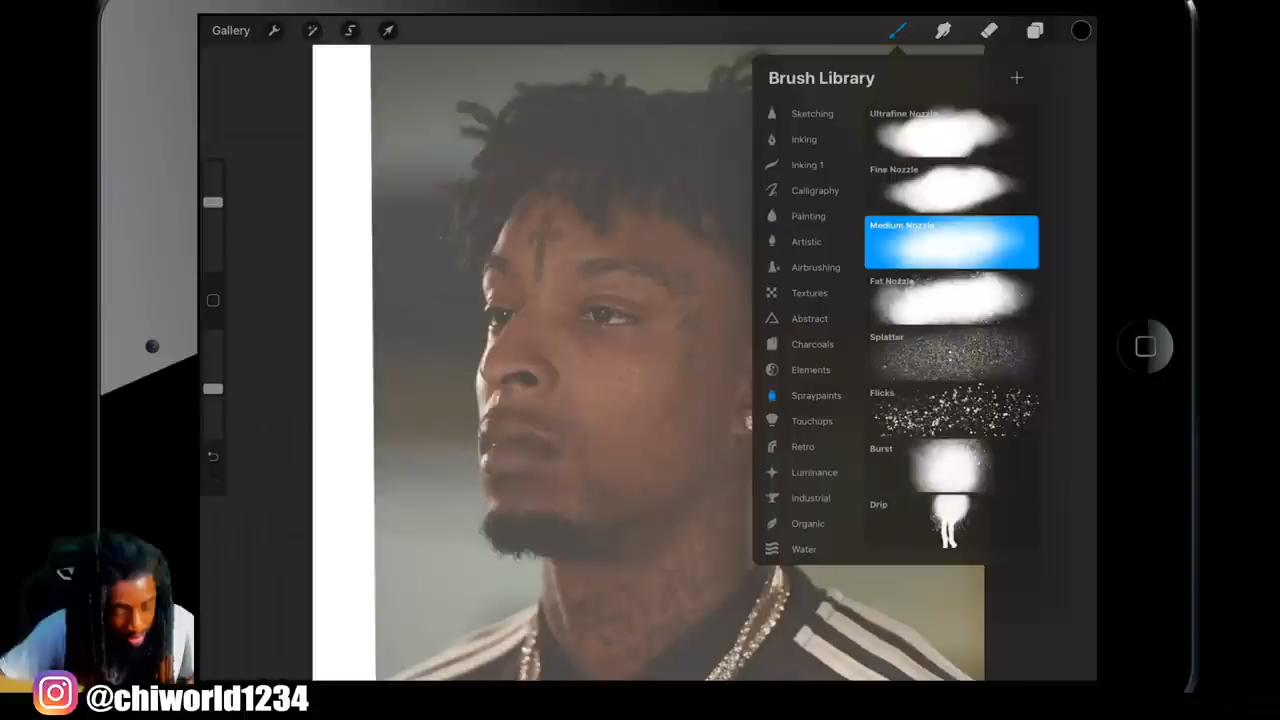 Gallery
Brush Library
Sketching
Inking
Inking 1
Calligraphy
Painting
Artistic
Airbrushing
Textures
Abstract
Charcoals
Elements
Spraypaints
Touchups
Retro
Luminance
Industrial
Organic
Water
Ultrafine Nozzle
Fine Nozzle
Medium Nozzle
Fat Nozzle
Splatter
Flicks
Burst
Drip
@chiworld1234